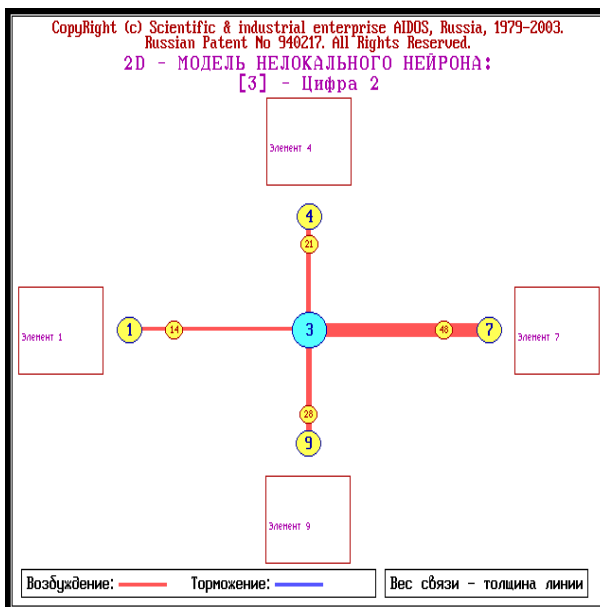 CopyRight (c) Scientific & industrial enterprise AIDOS, Russia, 1979-2003.
Russian Patent No 940217. All Rights Reserved.
2D - МОДЕЛЬ НЕЛОКАЛЬНОГО НЕЙРОНА:
[3] - Цифра 2
Элемент 4
4
21
Элемент 1
1
14
3
48
7
Элемент 7
28
9
Элемент 9
Возбуждение: Торможение: Вес связи - толщина линии